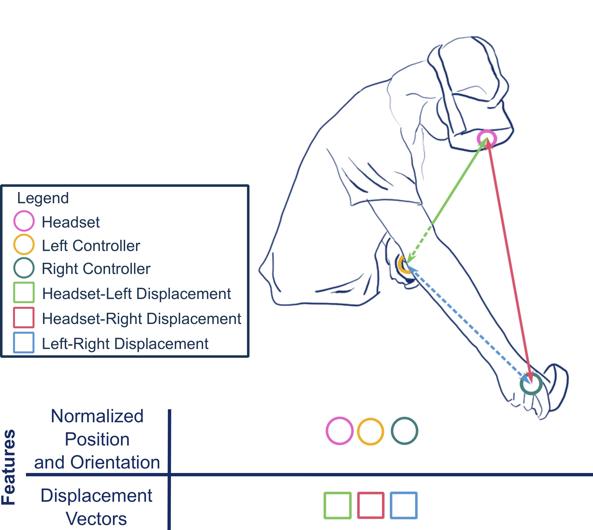 Legend
Headset
Left Controller
Right Controller
Headset-Left Displacement
Headset-Right Displacement
Left-Right Displacement
Features
Normalized
Position
and Orientation
Displacement
Vectors